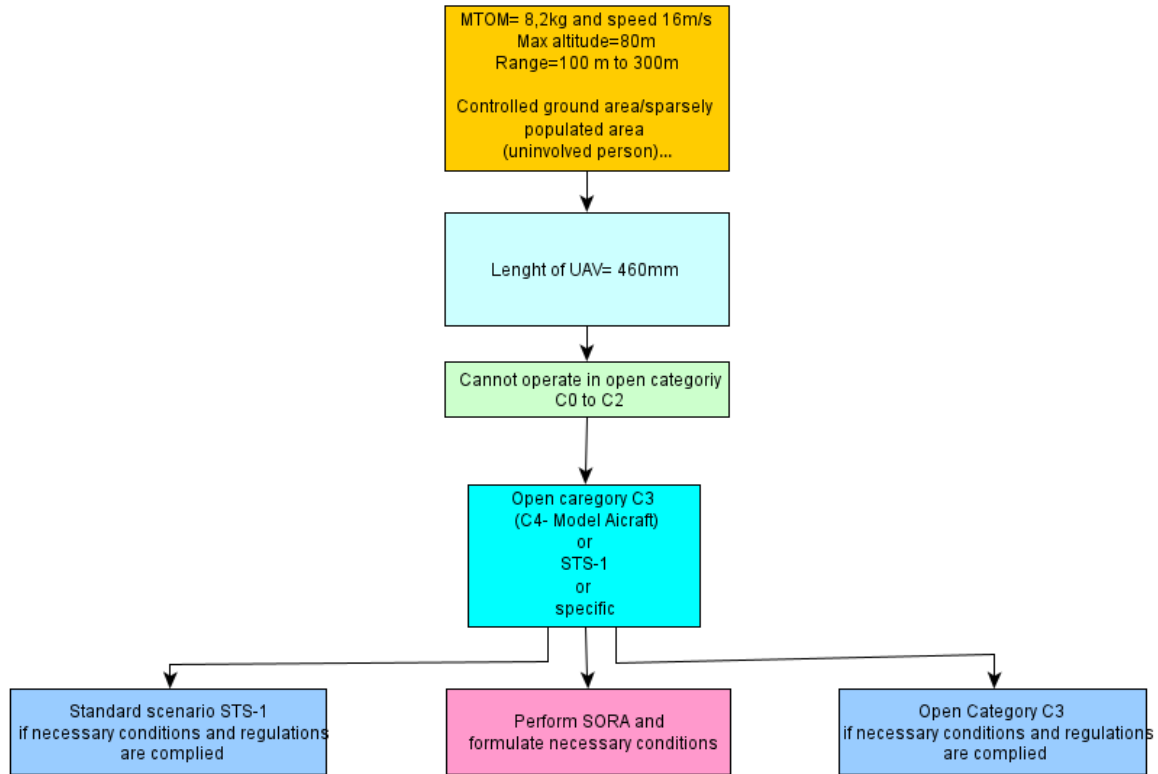 MTOM= 8,2kg and speed 16m/s
Max altitude=80m
Range=100 m to 300m
Controlled ground area/sparsely
populated area
(uninvolved person)...
Lenght of UAV= 460mm
Cannot operate in open categoriy
C0 to C2
Open caregory C3
(C4- Model Aicraft)
or
STS-1
or
specific
Standard scenario STS-1
if necessary conditions and regulations
are complied
Perform SORA and
formulate necessary conditions
Open Category C3
if necessary conditions and regulations
are complied